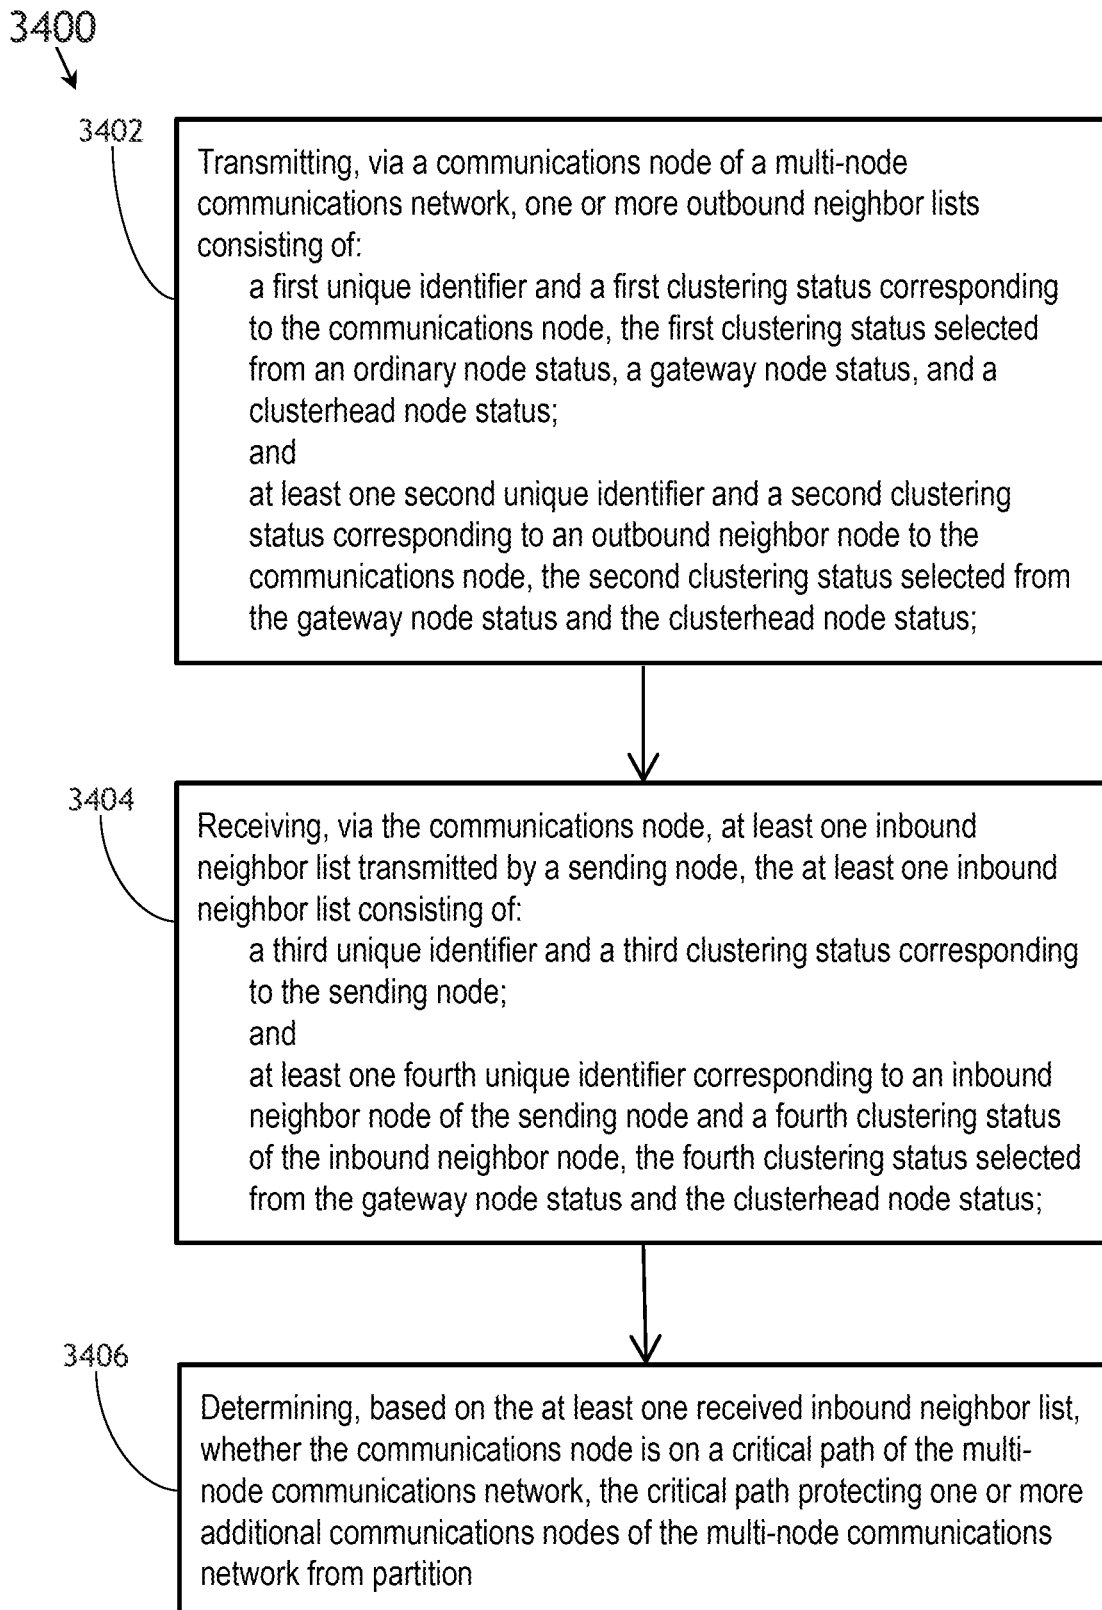 3400
3402
Transmitting, via a communications node of a multi-node
communications network, one or more outbound neighbor lists
consisting of:
a first unique identifier and a first clustering status corresponding
to the communications node, the first clustering status selected
from an ordinary node status, a gateway node status, and a
clusterhead node status;
and
at least one second unique identifier and a second clustering
status corresponding to an outbound neighbor node to the
communications node, the second clustering status selected from
the gateway node status and the clusterhead node status;
3404
Receiving, via the communications node, at least one inbound
neighbor list transmitted by a sending node, the at least one inbound
neighbor list consisting of:
a third unique identifier and a third clustering status corresponding
to the sending node;
and
at least one fourth unique identifier corresponding to an inbound
neighbor node of the sending node and a fourth clustering status
of the inbound neighbor node, the fourth clustering status selected
from the gateway node status and the clusterhead node status;
3406
Determining, based on the at least one received inbound neighbor list,
whether the communications node is on a critical path of the multi-
node communications network, the critical path protecting one or more
additional communications nodes of the multi-node communications
network from partition